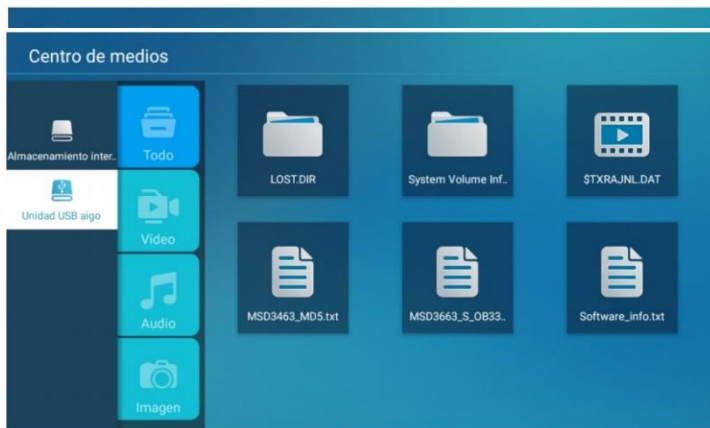 Centro de medios
Almacenamiento inter..
Unidad USB aigo
Todo
Vídeo
Audio
Imagen
LOST.DIR
System Volume Inf..
$TXRAJNL.DAT
MSD3463_MD5.txt
MSD3663_S_OB33..
Software_info.txt